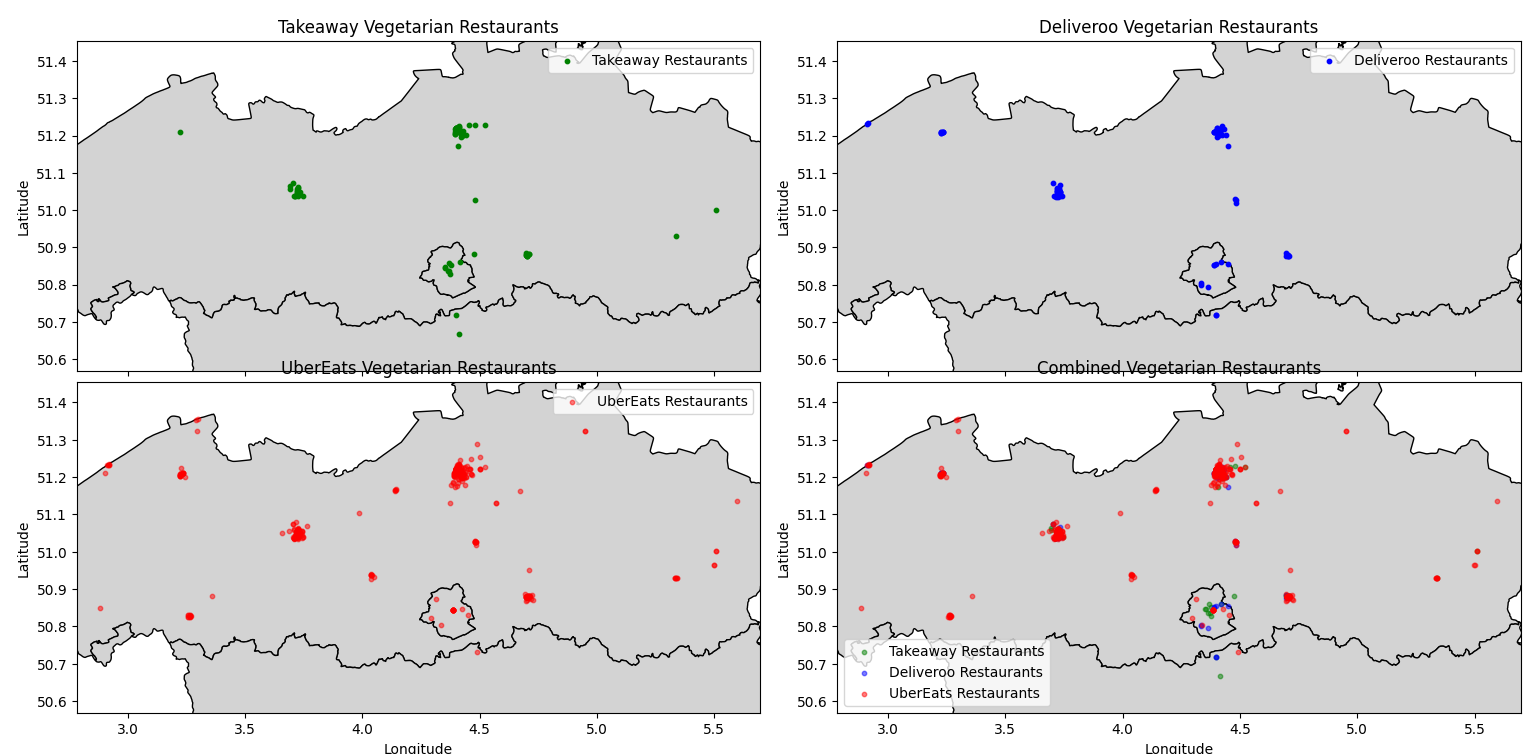 Takeaway Vegetarian Restaurants
Takeaway Restaurants
Latitude
51.4
51.3
51.2
51.1
51.0
50.9
50.8
50.7
50.6
Deliveroo Vegetarian Restaurants
Deliveroo Restaurants
Latitude
51.4
51.3
51.2
51.1
51.0
50.9
50.8
50.7
50.6
UberEats Vegetarian Restaurants
UberEats Restaurants
Latitude
51.4
51.3
51.2
51.1
51.0
50.9
50.8
50.7
50.6
3.0 3.5 4.0 4.5 5.0 5.5
Longitude
Combined Vegetarian Restaurants
Latitude
51.4
51.3
51.2
51.1
51.0
50.9
50.8
50.7
50.6
Takeaway Restaurants
Deliveroo Restaurants
UberEats Restaurants
3.0 3.5 4.0 4.5 5.0 5.5
Longitude